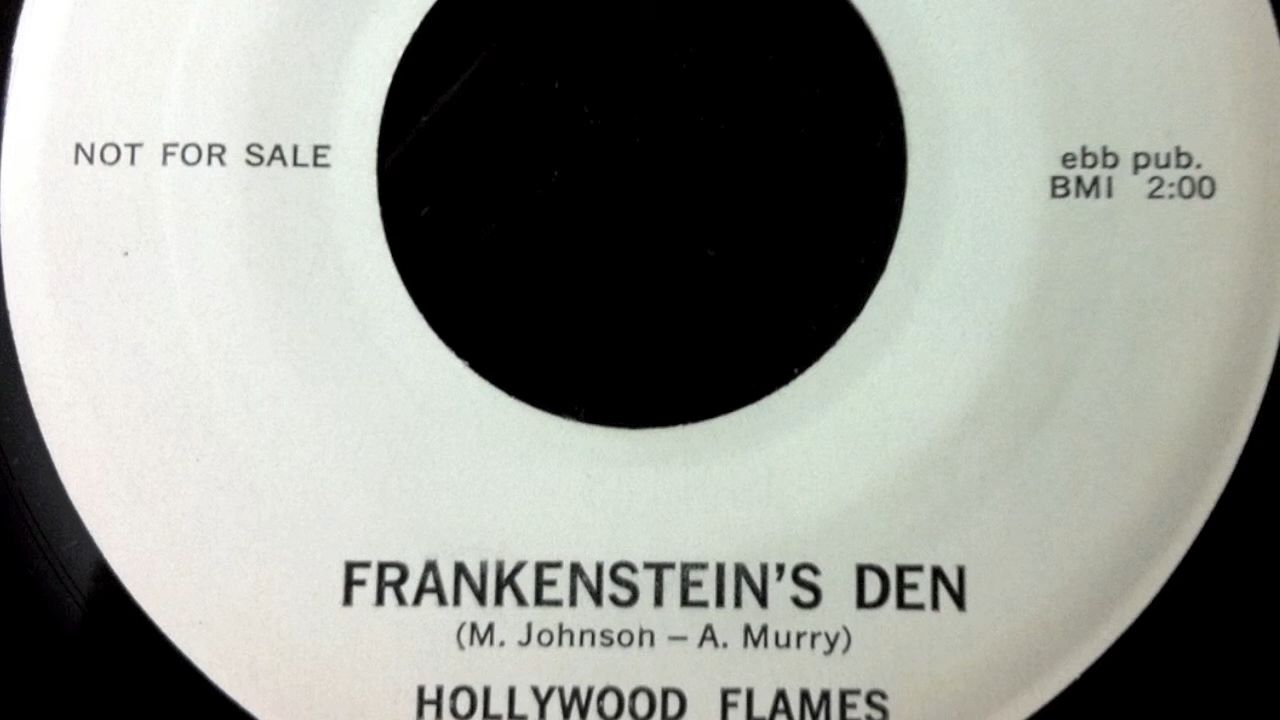 NOT FOR SALE
ebb pub.
BMI 2:00
FRANKENSTEIN'S DEN
(M. Johnson – A. Murry)
HOLLYWOOD FLAMES